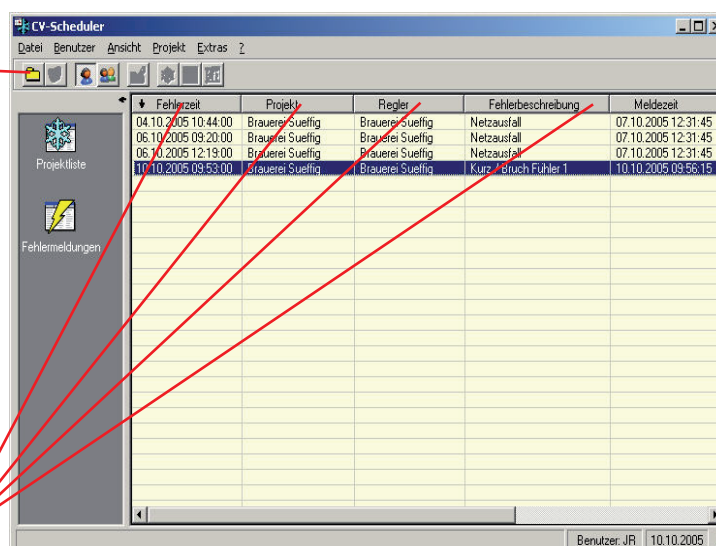 CV-Scheduler
Datei Benutzer Ansicht Projekt Extras ?
Fehlerzeit Projekt Regler Fehlerbeschreibung Meldezeit
04.10.2005 10:44:00 Brauerei Sueffig Brauerei Sueffig Netzausfall 07.10.2005 12:31:45
06.10.2005 09:20:00 Brauerei Sueffig Brauerei Sueffig Netzausfall 07.10.2005 12:31:45
06.10.2005 12:19:00 Brauerei Sueffig Brauerei Sueffig Netzausfall 07.10.2005 12:31:45
10.10.2005 09:53:00 Brauerei Sueffig Brauerei Sueffig Kurz / Bruch Fühler 1 10.10.2005 09:56:15
Projektliste
Fehlermeldungen
Benutzer: JR 10.10.2005